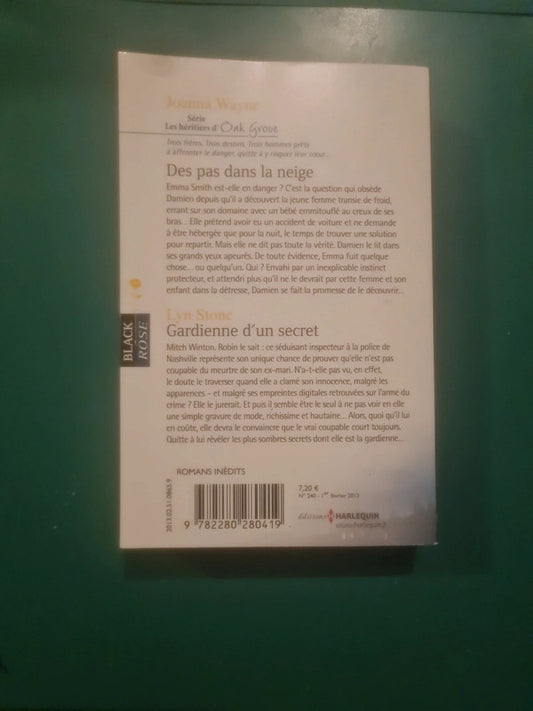 Joanna Wayne
Série
Les héritiers d'Oak Grove
Trois frères. Trois destins. Trois hommes prêts
à affronter le danger, quitte à y risquer leur cœur...
Des pas dans la neige
Emma Smith est-elle en danger ? C'est la question qui obsède
Damien depuis qu'il a découvert la jeune femme transie de froid,
errant sur son domaine avec un bébé emmitouflé au creux de ses
bras... Elle prétend avoir eu un accident de voiture et ne demande
à être hébergée que pour la nuit, le temps de trouver une solution
pour repartir. Mais elle ne dit pas toute la vérité. Damien le lit dans
ses grands yeux apeurés. De toute évidence, Emma fuit quelque
chose... ou quelqu'un. Qui ? Envahi par un inexplicable instinct
protecteur, et attendri plus qu'il ne le devrait par cette femme et son
enfant dans la détresse, Damien se fait la promesse de le découvrir...
Lyn Stone
Gardienne d'un secret
Mitch Winton. Robin le sait : ce séduisant inspecteur à la police de
Nashville représente son unique chance de prouver qu'elle n'est pas
coupable du meurtre de son ex-mari. N'a-t-elle pas vu, en effet,
le doute le traverser quand elle a clamé son innocence, malgré les
apparences – et malgré ses empreintes digitales retrouvées sur l'arme du
crime ? Elle le jurerait. Et puis il semble être le seul à ne pas voir en elle
une simple gravure de mode, richissime et hautaine... Alors, quoi qu'il lui
en coûte, elle devra le convaincre que le vrai coupable court toujours.
Quitte à lui révéler les plus sombres secrets dont elle est la gardienne...
BLACK
ROSE
ROMANS INÉDITS
2013.02.51.0865.9
9 782280 280419
7,20 €
N° 240 - 1er février 2013
éditions HARLEQUIN
www.harlequin.fr